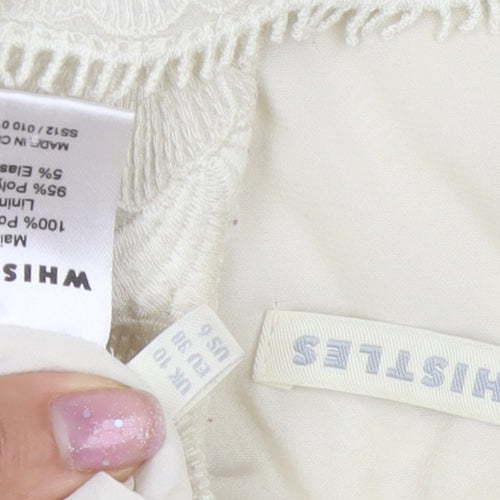 WHIS
Mai
100% Po
Linin
95% Poly
5% Elas
MADE IN C
SS12 / 010 0
UK 10
EU 38
US 6
HISTLES